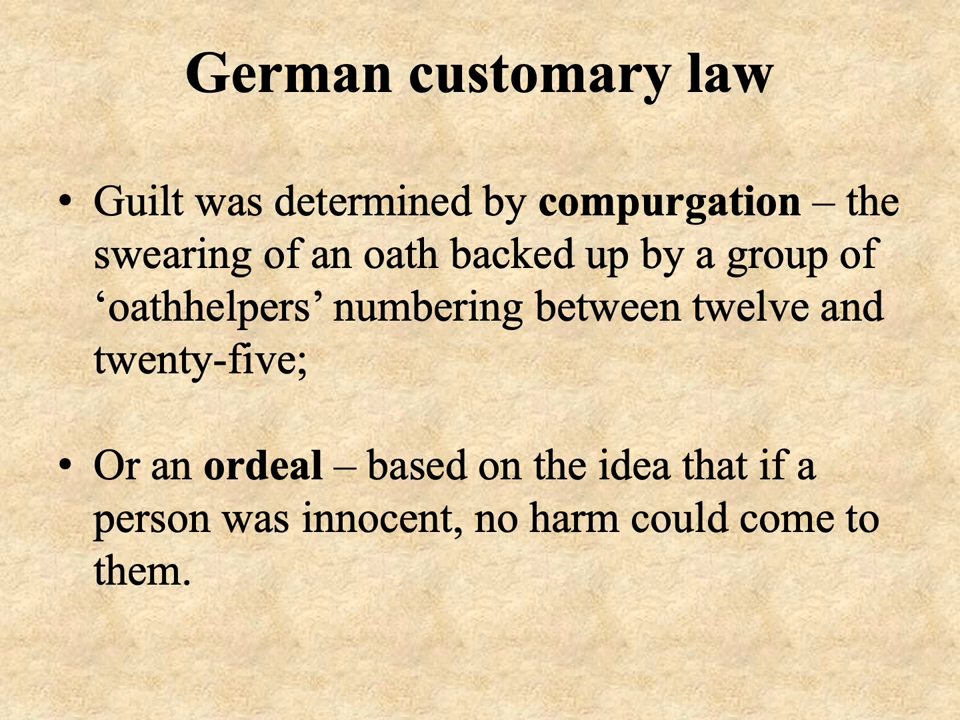 German customary law
• Guilt was determined by compurgation – the
swearing of an oath backed up by a group of
‘oathhelpers’ numbering between twelve and
twenty-five;
• Or an ordeal – based on the idea that if a
person was innocent, no harm could come to
them.